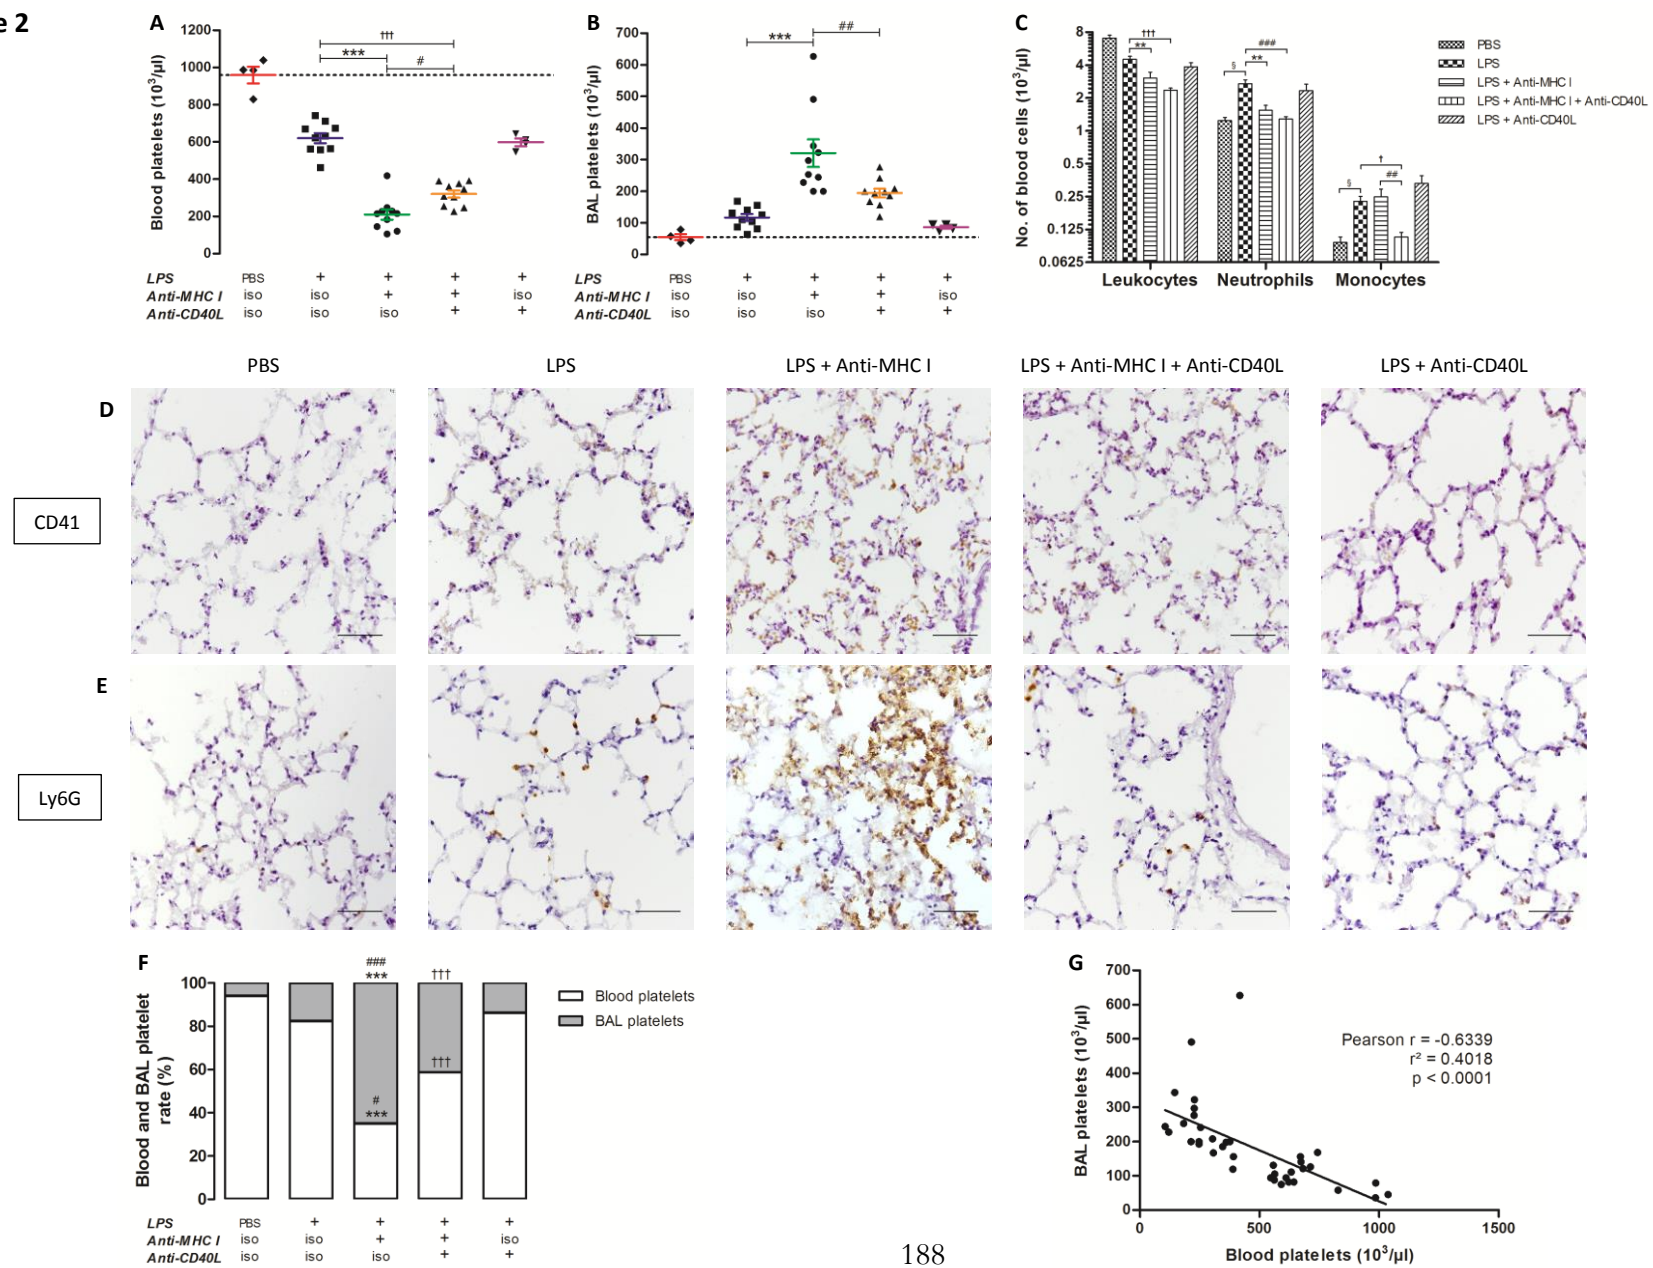 e 2
A
1200
1000
800
600
400
200
0
Blood platelets (10³/µl)
†††
***
#
LPS PBS + + + +
Anti-MHC I iso iso + + iso
Anti-CD40L iso iso iso + +
B
700
600
500
400
300
200
100
0
BAL platelets (10³/µl)
***
##
LPS PBS + + + +
Anti-MHC I iso iso + + iso
Anti-CD40L iso iso iso + +
C
8
4
2
1
0.5
0.25
0.125
0.0625
No. of blood cells (10³/µl)
†††
**
§
###
**
§
†
##
Leukocytes Neutrophils Monocytes
PBS
LPS
LPS + Anti-MHC I
LPS + Anti-MHC I + Anti-CD40L
LPS + Anti-CD40L
PBS LPS LPS + Anti-MHC I LPS + Anti-MHC I + Anti-CD40L LPS + Anti-CD40L
D
CD41
E
Ly6G
F
100
80
60
40
20
0
Blood and BAL platelet
rate (%)
###
***
†††
#
***
†††
Blood platelets
BAL platelets
LPS PBS + + + +
Anti-MHC I iso iso + + iso
Anti-CD40L iso iso iso + +
G
700
600
500
400
300
200
100
0
BAL platelets (10³/µl)
Pearson r = -0.6339
r² = 0.4018
p < 0.0001
0 500 1000 1500
Blood platelets (10³/µl)
188